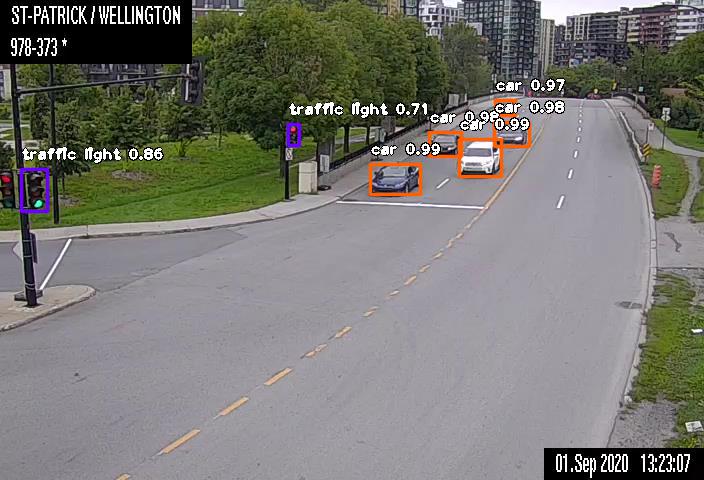 ST-PATRICK / WELLINGTON
978-373 *
car 0.97
traffic light 0.71
car 0.98
car 0.98
car 0.99
car 0.99
traffic light 0.86
01.Sep 2020 13:23:07